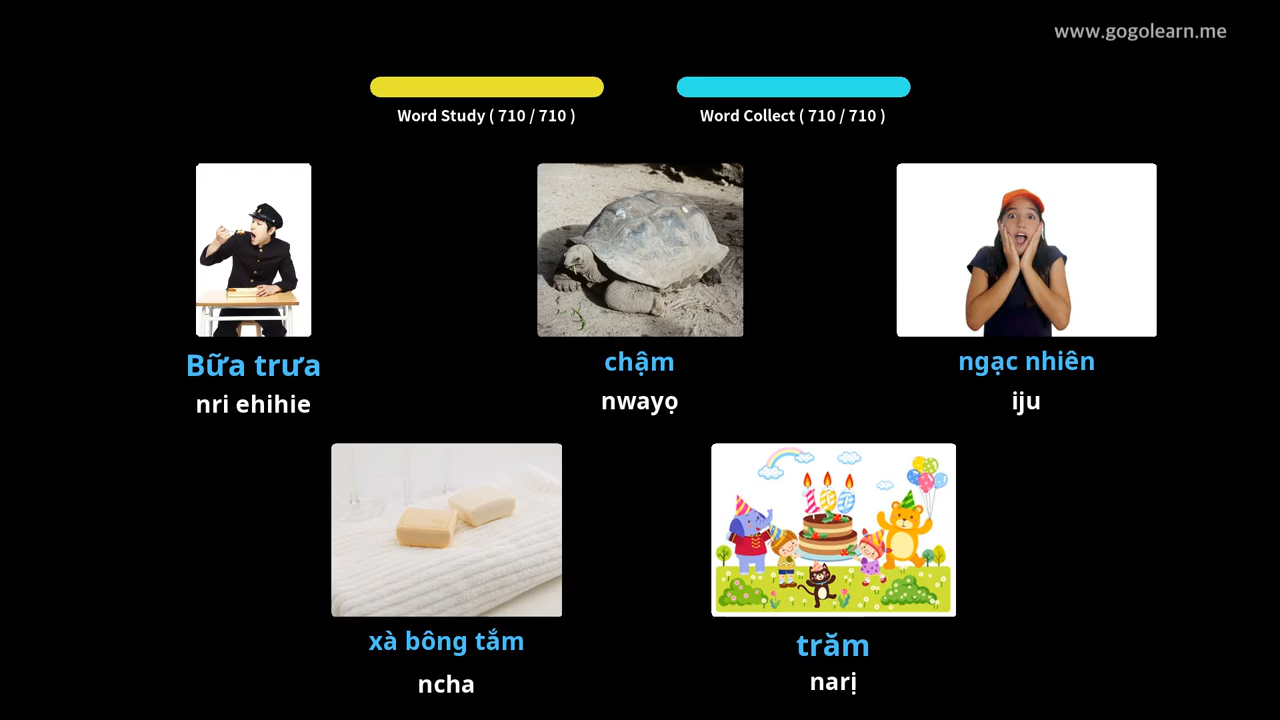 www.gogolearn.me
Word Study ( 710 / 710 )
Word Collect ( 710 / 710 )
Bữa trưa
nri ehihie
chậm
nwayọ
ngạc nhiên
iju
xà bông tắm
ncha
100
trăm
narị